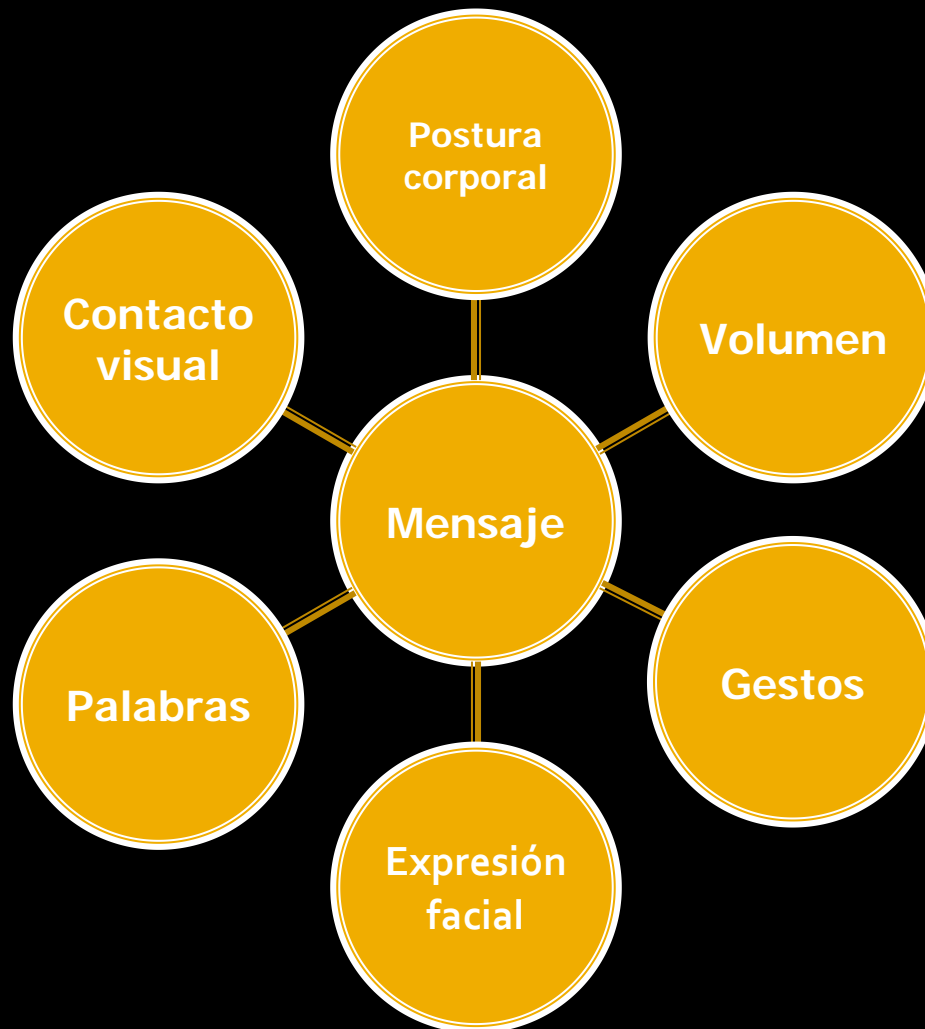 Postura
corporal
Contacto
visual
Volumen
Mensaje
Palabras
Gestos
Expresión
facial